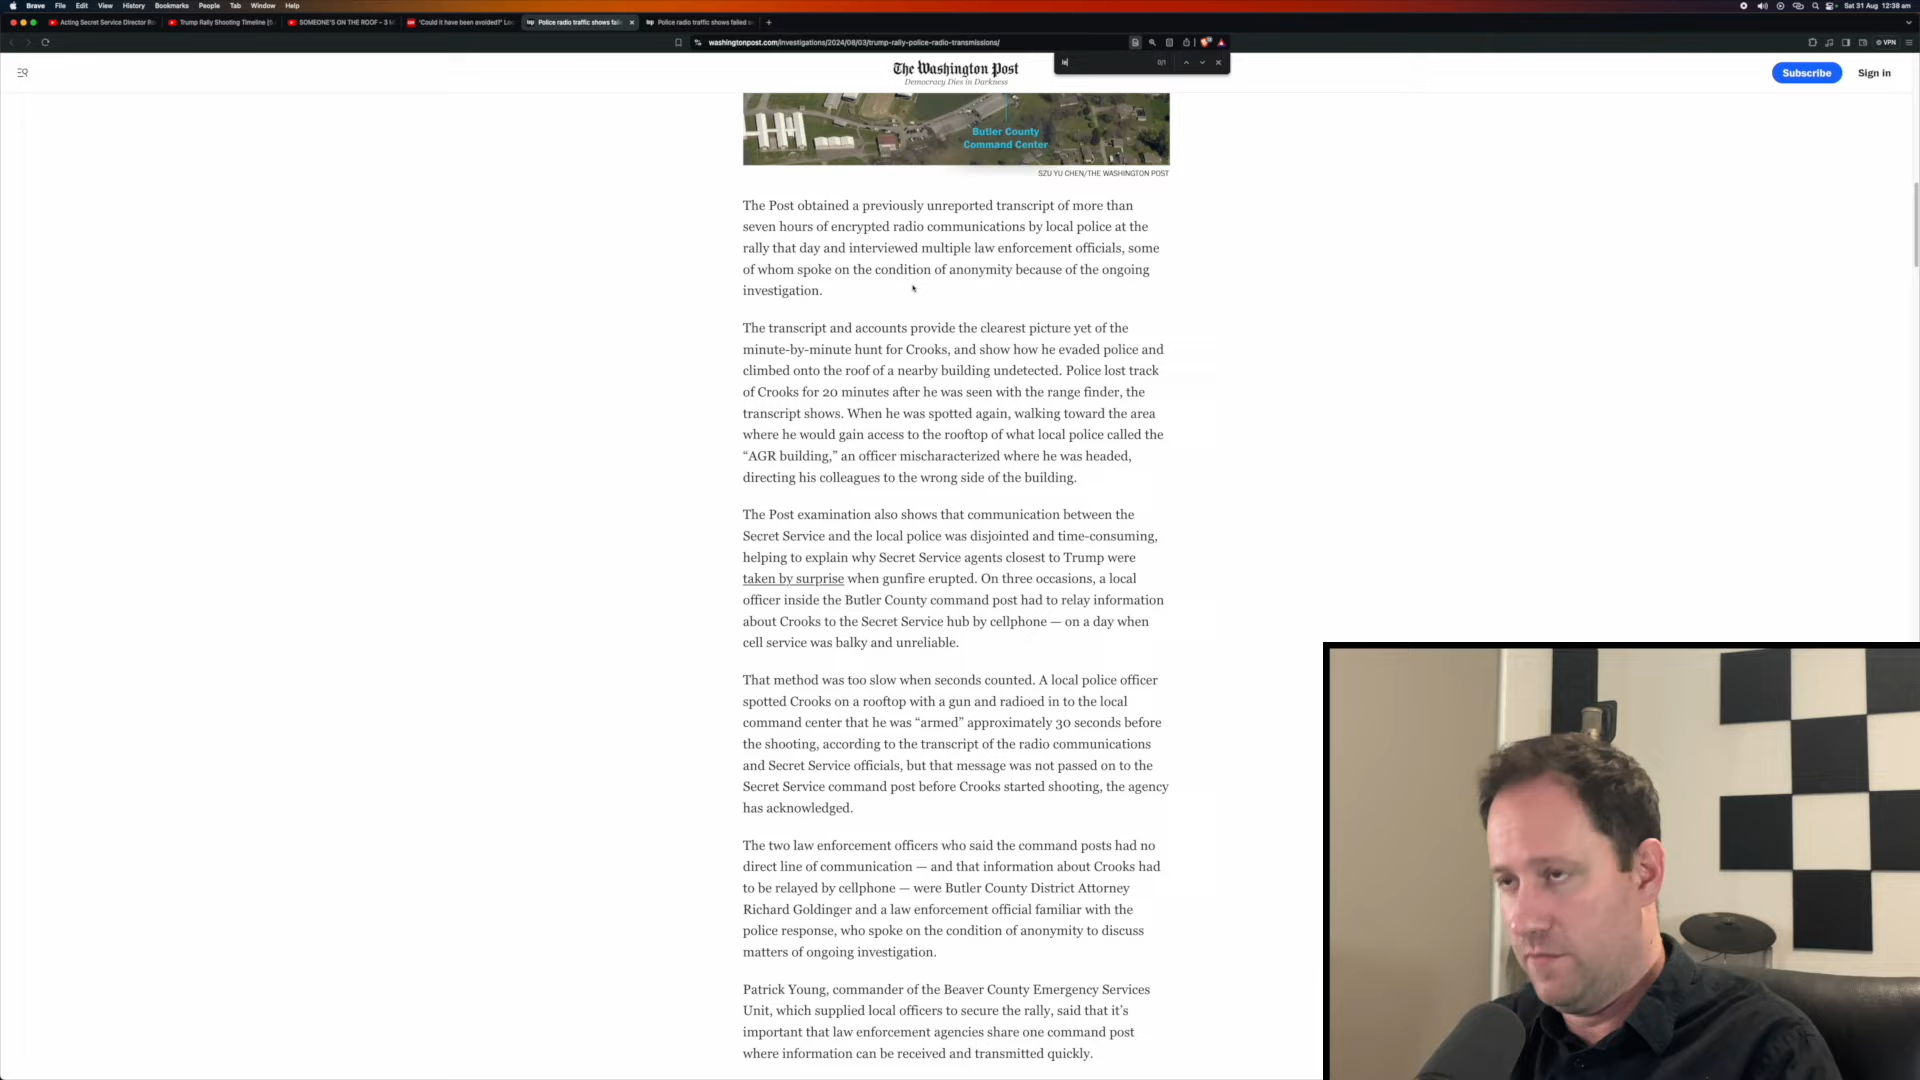 Brave File Edit View History Bookmarks People Tab Window Help
Sat 31 Aug 12:38 am
Acting Secret Service Director Ro
Trump Rally Shooting Timeline [
SOMEONE'S ON THE ROOF – 3 M
"Could it have been avoided?" Lo
Police radio traffic shows fail
Police radio traffic shows failed s
washingtonpost.com/investigations/2024/08/03/trump-rally-police-radio-transmissions/
VPN
0/1
The Washington Post
Democracy Dies in Darkness
Subscribe
Sign in
Butler County
Command Center
SZU YU CHEN/THE WASHINGTON POST
The Post obtained a previously unreported transcript of more than
seven hours of encrypted radio communications by local police at the
rally that day and interviewed multiple law enforcement officials, some
of whom spoke on the condition of anonymity because of the ongoing
investigation.
The transcript and accounts provide the clearest picture yet of the
minute-by-minute hunt for Crooks, and show how he evaded police and
climbed onto the roof of a nearby building undetected. Police lost track
of Crooks for 20 minutes after he was seen with the range finder, the
transcript shows. When he was spotted again, walking toward the area
where he would gain access to the rooftop of what local police called the
“AGR building,” an officer mischaracterized where he was headed,
directing his colleagues to the wrong side of the building.
The Post examination also shows that communication between the
Secret Service and the local police was disjointed and time-consuming,
helping to explain why Secret Service agents closest to Trump were
taken by surprise when gunfire erupted. On three occasions, a local
officer inside the Butler County command post had to relay information
about Crooks to the Secret Service hub by cellphone — on a day when
cell service was balky and unreliable.
That method was too slow when seconds counted. A local police officer
spotted Crooks on a rooftop with a gun and radioed in to the local
command center that he was “armed” approximately 30 seconds before
the shooting, according to the transcript of the radio communications
and Secret Service officials, but that message was not passed on to the
Secret Service command post before Crooks started shooting, the agency
has acknowledged.
The two law enforcement officers who said the command posts had no
direct line of communication — and that information about Crooks had
to be relayed by cellphone — were Butler County District Attorney
Richard Goldinger and a law enforcement official familiar with the
police response, who spoke on the condition of anonymity to discuss
matters of ongoing investigation.
Patrick Young, commander of the Beaver County Emergency Services
Unit, which supplied local officers to secure the rally, said that it’s
important that law enforcement agencies share one command post
where information can be received and transmitted quickly.